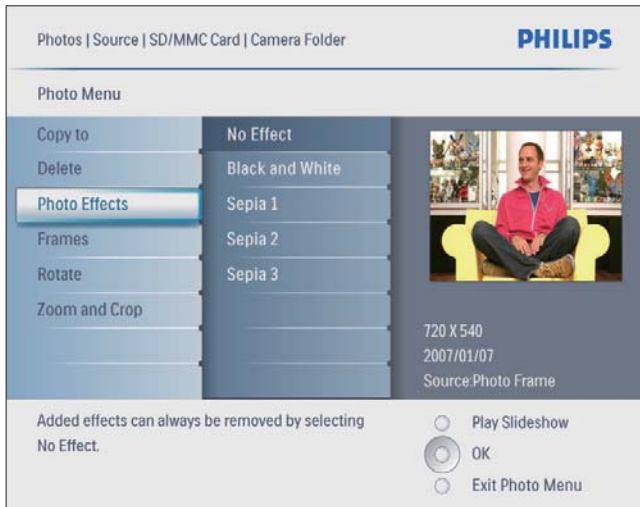 Photos | Source | SD/MMC Card | Camera Folder
PHILIPS
Photo Menu
Copy to
Delete
Photo Effects
Frames
Rotate
Zoom and Crop
No Effect
Black and White
Sepia 1
Sepia 2
Sepia 3
720 X 540
2007/01/07
Source:Photo Frame
Added effects can always be removed by selecting
No Effect.
Play Slideshow
OK
Exit Photo Menu